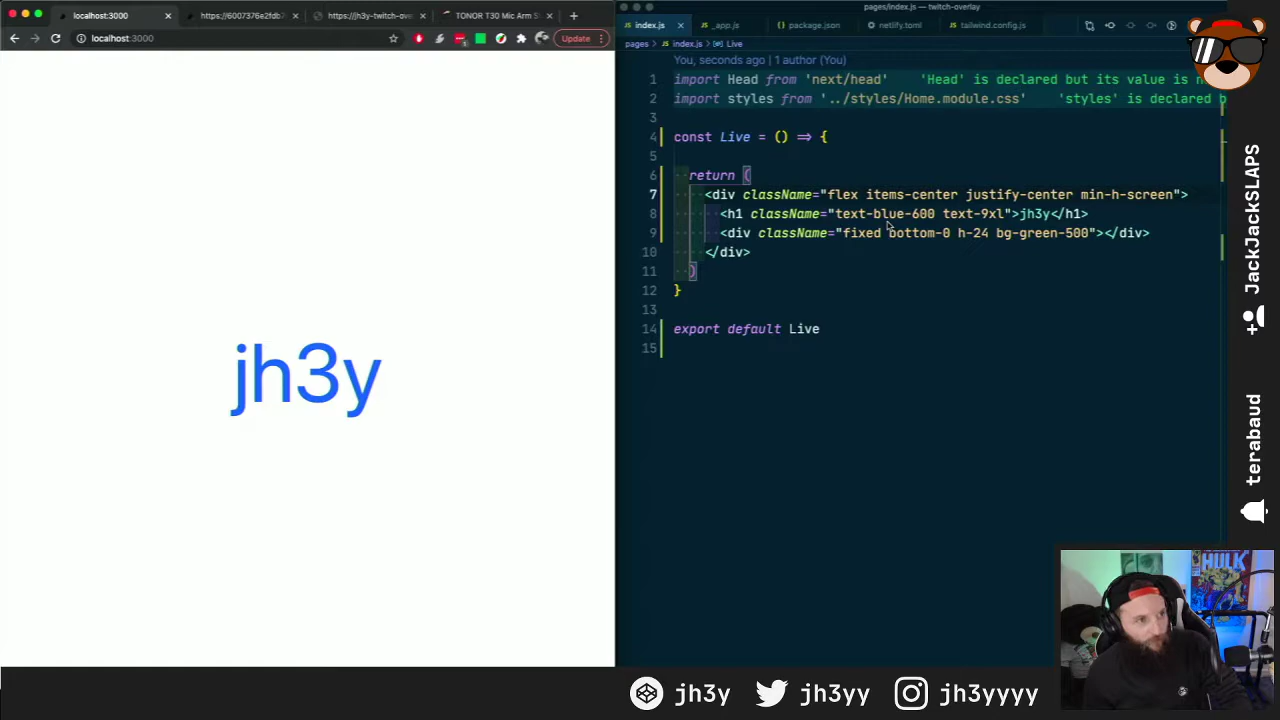 localhost:3000
https://6007376e2fdb
https://jh3y-twitch-ove
TONOR T30 Mic Arm S
localhost:3000
Update
pages/index.js — twitch-overlay
index.js
_app.js
package.json
netlify.toml
tailwind.config.js
pages > index.js > Live
You, seconds ago | 1 author (You)
1 import Head from 'next/head' 'Head' is declared but its value is n
2 import styles from '../styles/Home.module.css' 'styles' is declared b
3
4 const Live = () => {
5
6 return (
7 <div className="flex items-center justify-center min-h-screen">
8 <h1 className="text-blue-600 text-9xl">jh3y</h1>
9 <div className="fixed bottom-0 h-24 bg-green-500"></div>
10 </div>
11 )
12 }
13
14 export default Live
15
jh3y
JackJackSLAPS
terabaud
HULK
jh3y
jh3yy
jh3yyyy